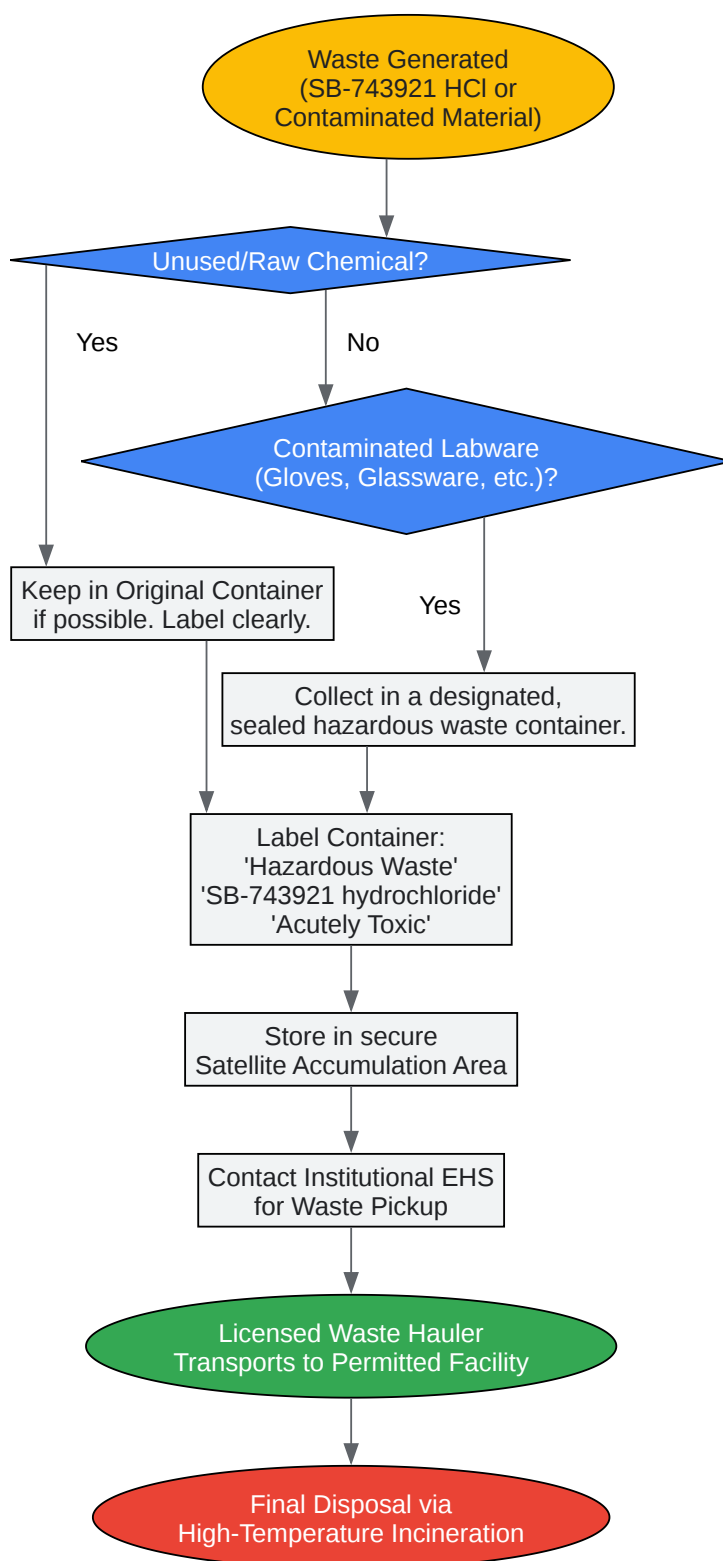 Waste Generated
(SB-743921 HCl or
Contaminated Material)
Unused/Raw Chemical?
Yes
No
Contaminated Labware
(Gloves, Glassware, etc.)?
Keep in Original Container
if possible. Label clearly.
Yes
Collect in a designated,
sealed hazardous waste container.
Label Container:
'Hazardous Waste'
'SB-743921 hydrochloride'
'Acutely Toxic'
Store in secure
Satellite Accumulation Area
Contact Institutional EHS
for Waste Pickup
Licensed Waste Hauler
Transports to Permitted Facility
Final Disposal via
High-Temperature Incineration